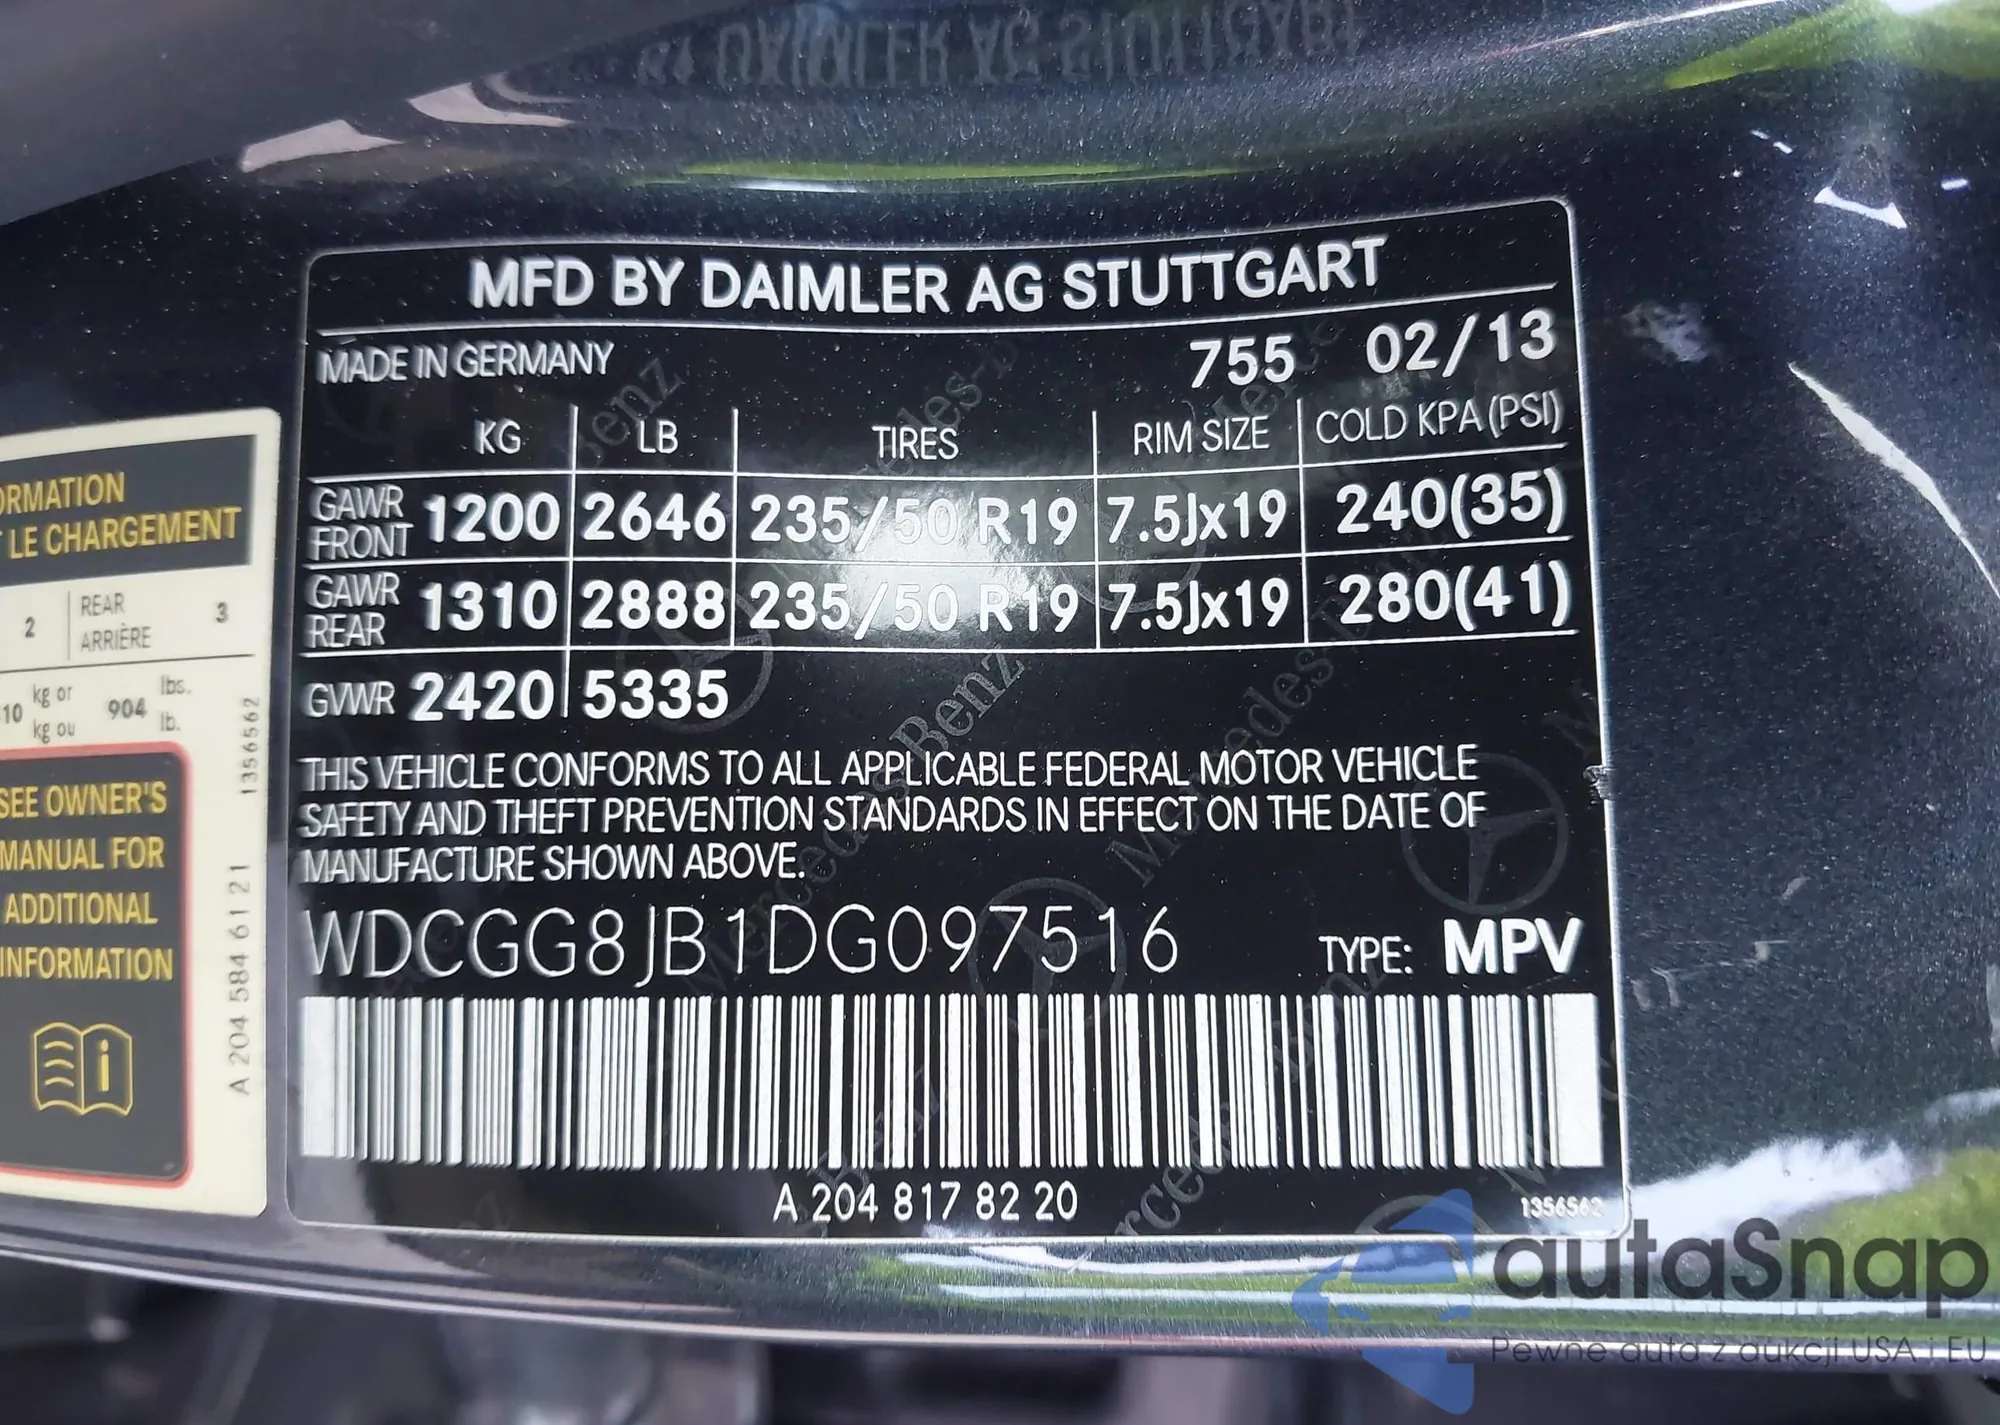 MFD BY DAIMLER AG STUTTGART
MADE IN GERMANY 755 02/13
KG LB TIRES RIM SIZE COLD KPA (PSI)
GAWR FRONT 1200 2646 235/50 R19 7.5Jx19 240(35)
GAWR REAR 1310 2888 235/50 R19 7.5Jx19 280(41)
GVWR 2420 5335
THIS VEHICLE CONFORMS TO ALL APPLICABLE FEDERAL MOTOR VEHICLE
SAFETY AND THEFT PREVENTION STANDARDS IN EFFECT ON THE DATE OF
MANUFACTURE SHOWN ABOVE.
WDCGG8JB1DG097516 TYPE: MPV
A 204 817 82 20
1356562
LE CHARGEMENT
2 REAR 3
ARRIÈRE
kg or 904 lbs.
kg ou lb.
SEE OWNER'S
MANUAL FOR
ADDITIONAL
INFORMATION
A 204 584 61 21 1356562
autaSnap
Pewne auta z aukcji USA i EU